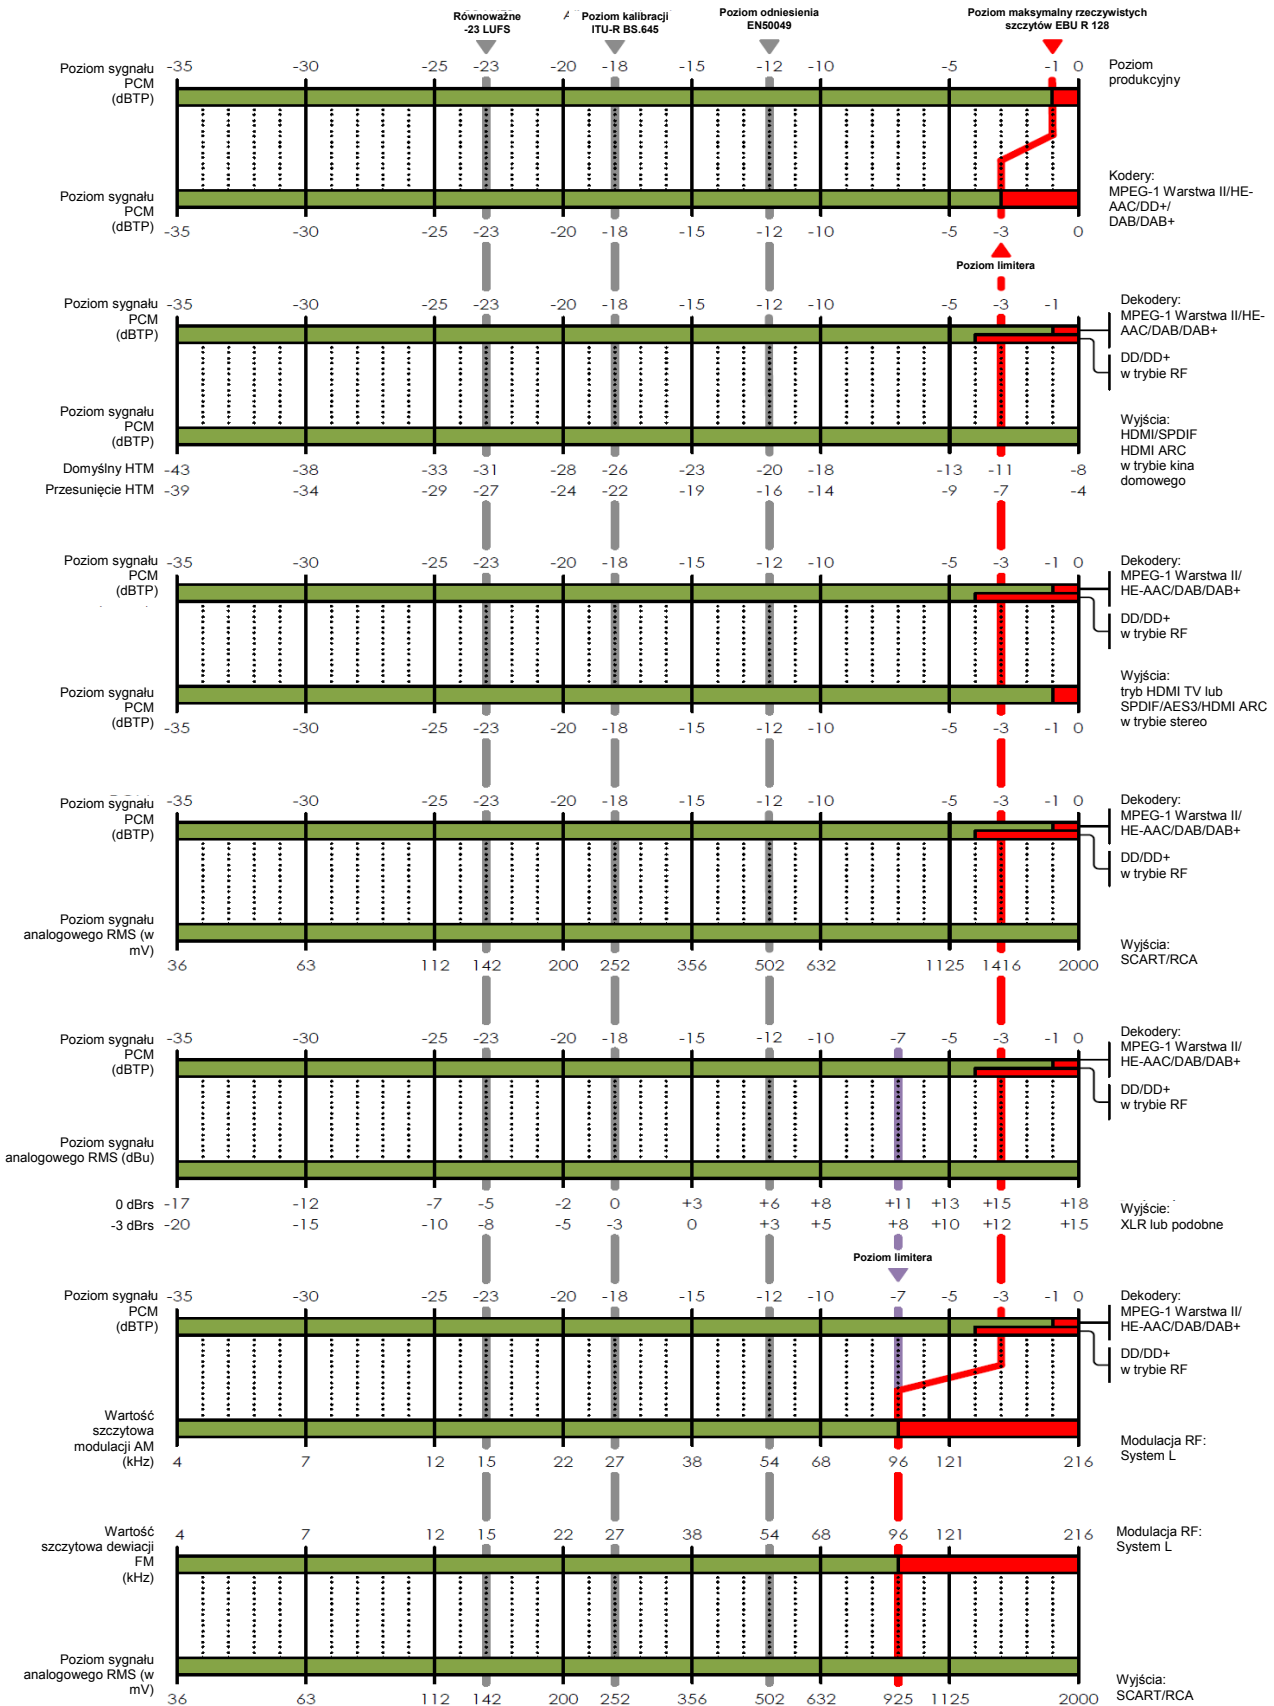 Równoważne
-23 LUFS
Poziom kalibracji
ITU-R BS.645
Poziom odniesienia
EN50049
Poziom maksymalny rzeczywistych
szczytów EBU R 128
Poziom sygnału
PCM
(dBTP)
-35 -30 -25 -23 -20 -18 -15 -12 -10 -5 -1 0
Poziom
produkcyjny
Poziom sygnału
PCM
(dBTP)
-35 -30 -25 -23 -20 -18 -15 -12 -10 -5 -3 0
Kodery:
MPEG-1 Warstwa II/HE-
AAC/DD+/
DAB/DAB+
Poziom limitera
Poziom sygnału
PCM
(dBTP)
-35 -30 -25 -23 -20 -18 -15 -12 -10 -5 -3 -1
Dekodery:
MPEG-1 Warstwa II/HE-
AAC/DAB/DAB+
DD/DD+
w trybie RF
Poziom sygnału
PCM
(dBTP)
Wyjścia:
HDMI/SPDIF
HDMI ARC
w trybie kina
domowego
Domyślny HTM -43 -38 -33 -31 -28 -26 -23 -20 -18 -13 -11 -8
Przesunięcie HTM -39 -34 -29 -27 -24 -22 -19 -16 -14 -9 -7 -4
Poziom sygnału
PCM
(dBTP)
-35 -30 -25 -23 -20 -18 -15 -12 -10 -5 -3 -1 0
Dekodery:
MPEG-1 Warstwa II/
HE-AAC/DAB/DAB+
DD/DD+
w trybie RF
Poziom sygnału
PCM
(dBTP)
-35 -30 -25 -23 -20 -18 -15 -12 -10 -5 -3 -1 0
Wyjścia:
tryb HDMI TV lub
SPDIF/AES3/HDMI ARC
w trybie stereo
Poziom sygnału
PCM
(dBTP)
-35 -30 -25 -23 -20 -18 -15 -12 -10 -5 -3 -1 0
Dekodery:
MPEG-1 Warstwa II/
HE-AAC/DAB/DAB+
DD/DD+
w trybie RF
Poziom sygnału
analogowego RMS (w
mV)
36 63 112 142 200 252 356 502 632 1125 1416 2000
Wyjścia:
SCART/RCA
Poziom sygnału
PCM
(dBTP)
-35 -30 -25 -23 -20 -18 -15 -12 -10 -7 -5 -3 -1 0
Dekodery:
MPEG-1 Warstwa II/
HE-AAC/DAB/DAB+
DD/DD+
w trybie RF
Poziom sygnału
analogowego RMS (dBu)
0 dBrs -17 -12 -7 -5 -2 0 +3 +6 +8 +11 +13 +15 +18
-3 dBrs -20 -15 -10 -8 -5 -3 0 +3 +5 +8 +10 +12 +15
Wyjście:
XLR lub podobne
Poziom limitera
Poziom sygnału
PCM
(dBTP)
-35 -30 -25 -23 -20 -18 -15 -12 -10 -7 -5 -3 -1 0
Dekodery:
MPEG-1 Warstwa II/
HE-AAC/DAB/DAB+
DD/DD+
w trybie RF
Wartość
szczytowa
modulacji AM
(kHz)
4 7 12 15 22 27 38 54 68 96 121 216
Modulacja RF:
System L
Wartość
szczytowa dewiacji
FM
(kHz)
4 7 12 15 22 27 38 54 68 96 121 216
Modulacja RF:
System L
Poziom sygnału
analogowego RMS (w
mV)
36 63 112 142 200 252 356 502 632 925 1125 2000
Wyjścia:
SCART/RCA